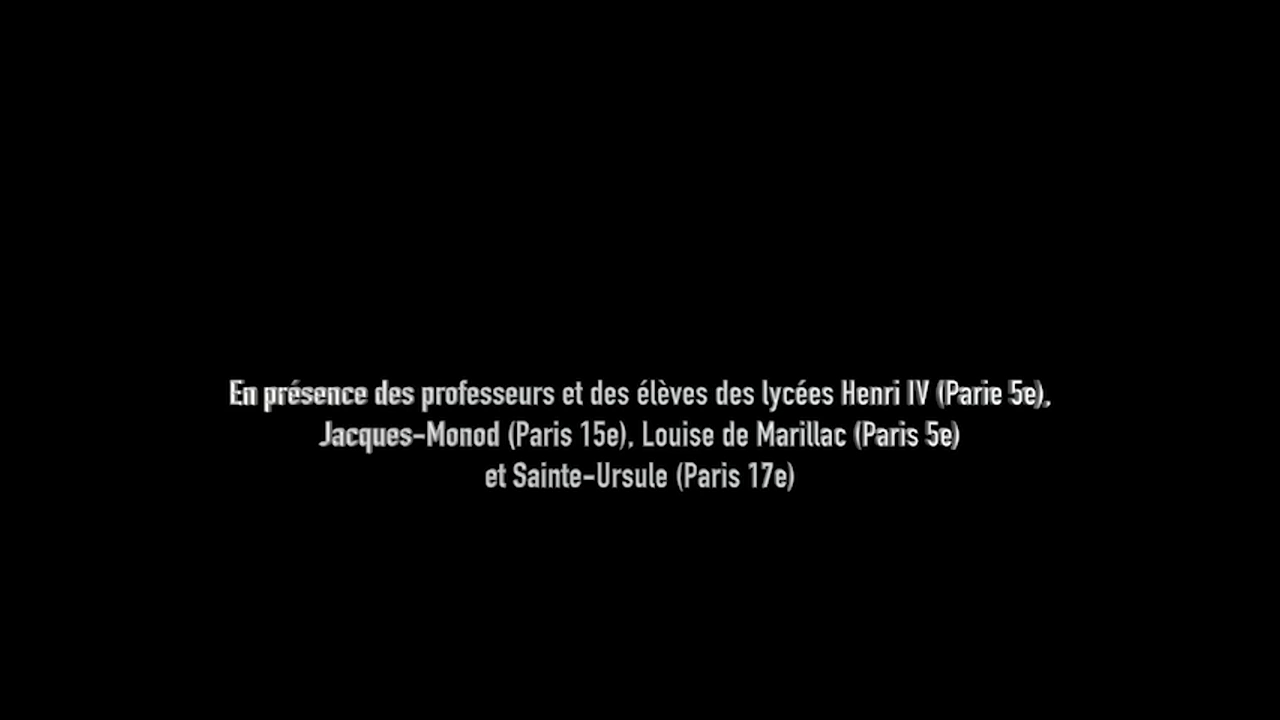 En présence des professeurs et des élèves des lycées Henri IV (Parie 5e),
Jacques-Monod (Paris 15e), Louise de Marillac (Paris 5e)
et Sainte-Ursule (Paris 17e)